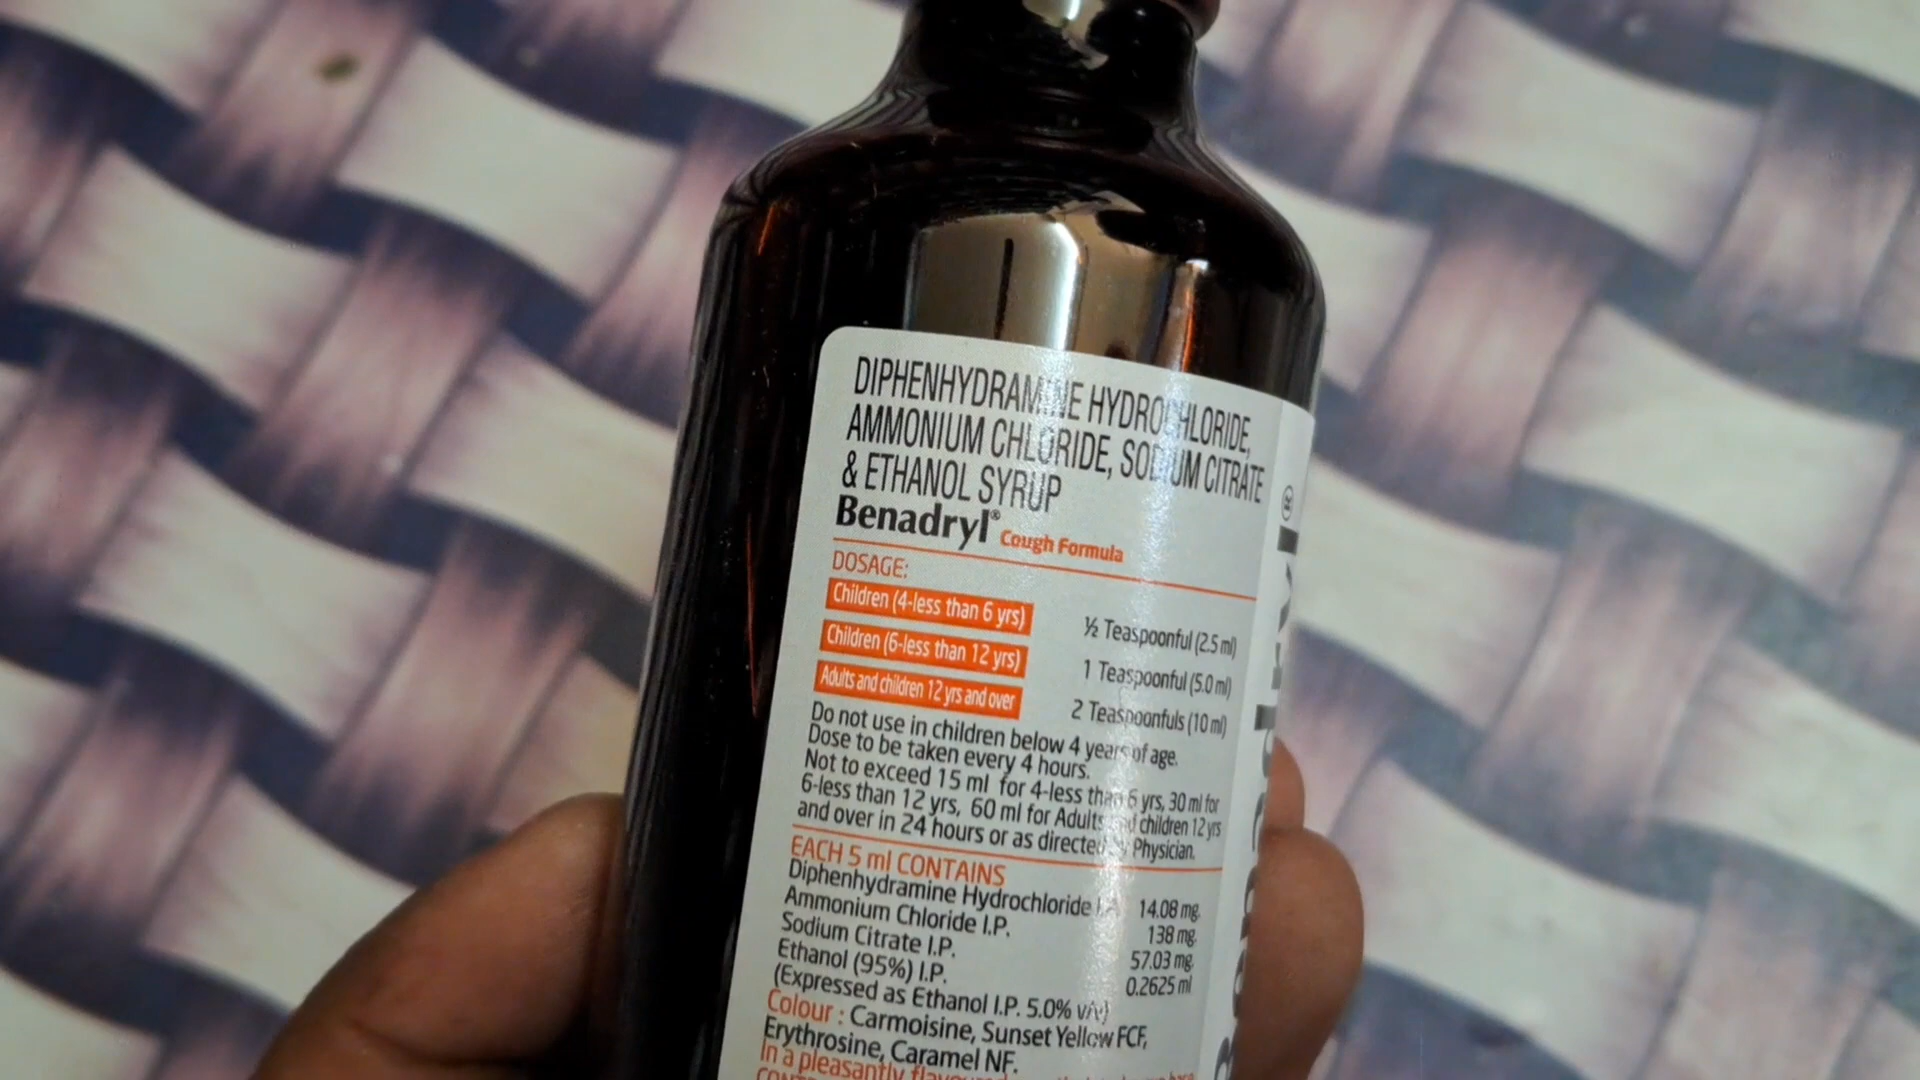 DIPHENHYDRAMINE HYDROCHLORIDE,
AMMONIUM CHLORIDE, SODIUM CITRATE
& ETHANOL SYRUP
Benadryl® Cough Formula
DOSAGE:
Children (4-less than 6 yrs) ½ Teaspoonful (2.5 ml)
Children (6-less than 12 yrs) 1 Teaspoonful (5.0 ml)
Adults and children 12 yrs and over 2 Teaspoonfuls (10 ml)
Do not use in children below 4 years of age.
Dose to be taken every 4 hours.
Not to exceed 15 ml for 4-less than 6 yrs, 30 ml for
6-less than 12 yrs, 60 ml for Adults and children 12 yrs
and over in 24 hours or as directed by Physician.
EACH 5 ml CONTAINS
Diphenhydramine Hydrochloride 14.08 mg.
Ammonium Chloride I.P. 138 mg.
Sodium Citrate I.P. 57.03 mg.
Ethanol (95%) I.P. 0.2625 ml
(Expressed as Ethanol I.P. 5.0% v/v)
Colour : Carmoisine, Sunset Yellow FCF,
Erythrosine, Caramel NF.
In a pleasantly flavoured